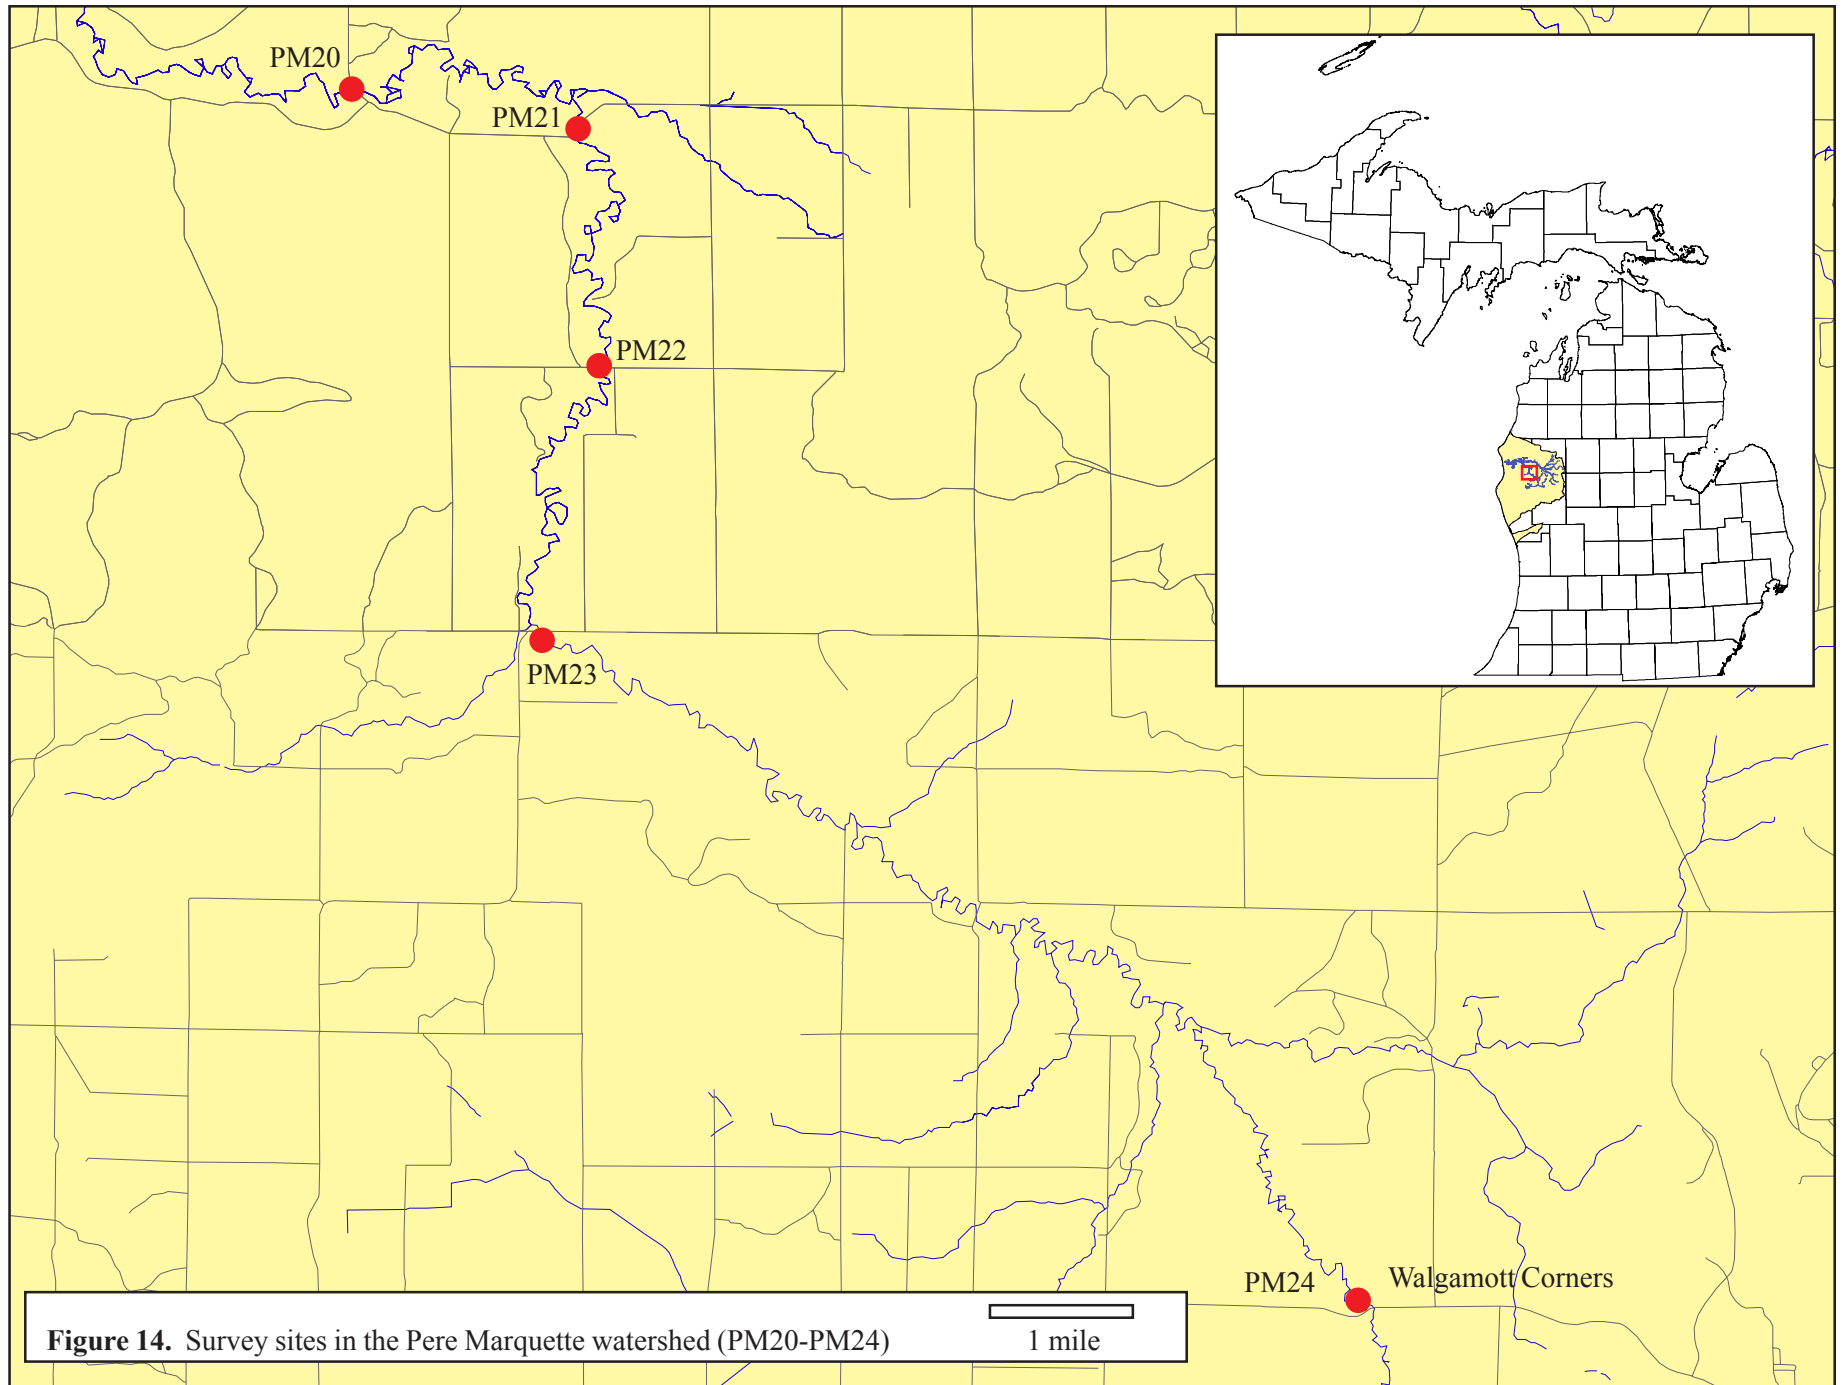 PM20
PM21
PM22
PM23
PM24
Walgamott Corners
Figure 14. Survey sites in the Pere Marquette watershed (PM20-PM24)
1 mile